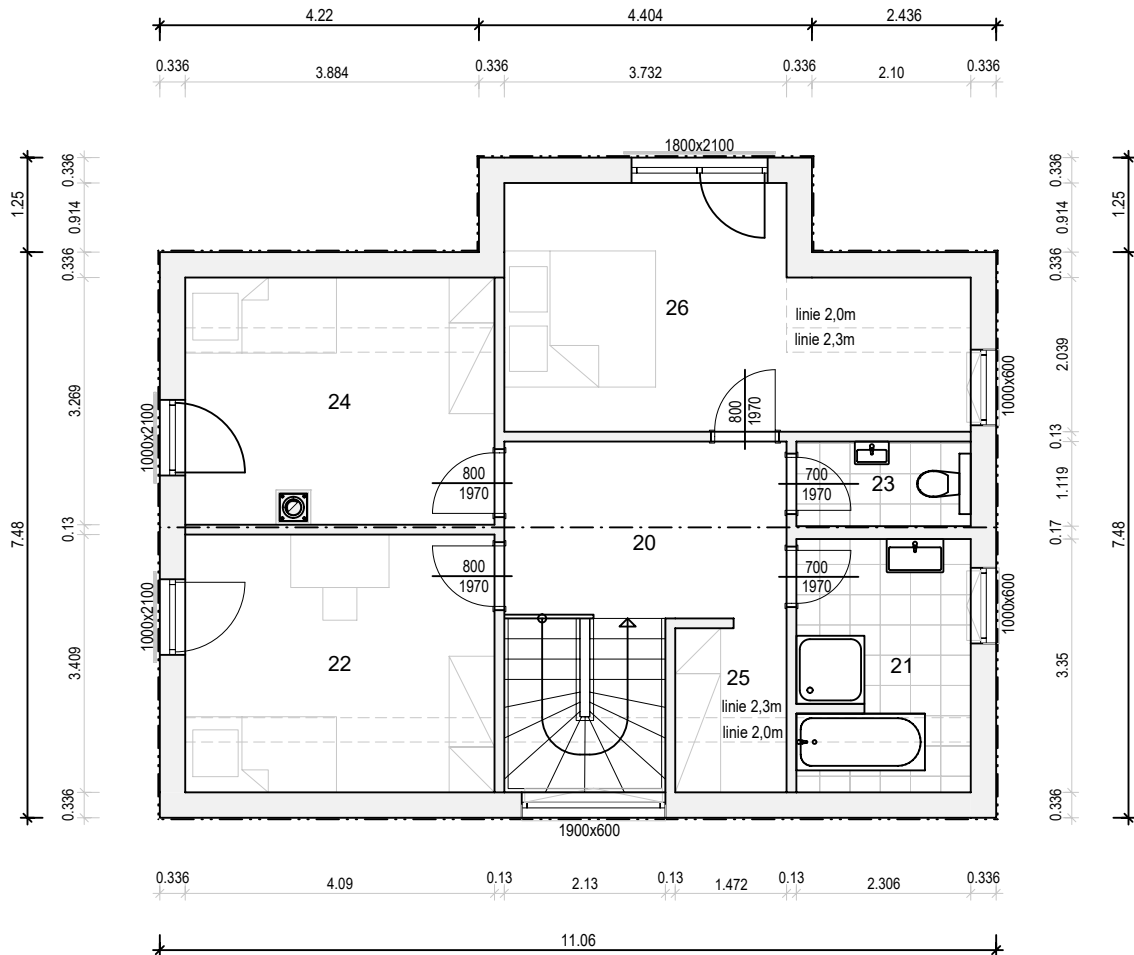 4.22 4.404 2.436
0.336 3.884 0.336 3.732 0.336 2.10 0.336
1800x2100
1.25
7.48
0.336
0.914
0.336
3.269
0.13
3.409
0.336
26
linie 2,0m
linie 2,3m
24
1000x2100
800
1970
800
1970
700
1970
23
1000x600
20
800
1970
700
1970
1000x2100
1000x600
22
25
21
linie 2,3m
linie 2,0m
1900x600
0.336
0.914
0.336
2.039
0.13
1.119
0.17
3.35
0.336
1.25
7.48
0.336 4.09 0.13 2.13 0.13 1.472 0.13 2.306 0.336
11.06